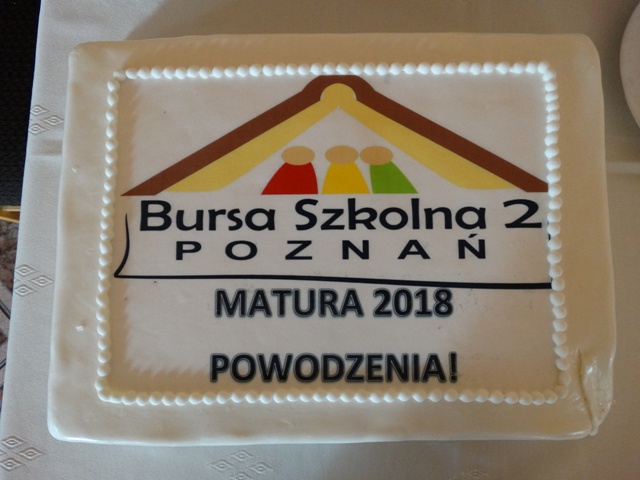 Bursa Szkolna 2
POZNAŃ
MATURA 2018
POWODZENIA!